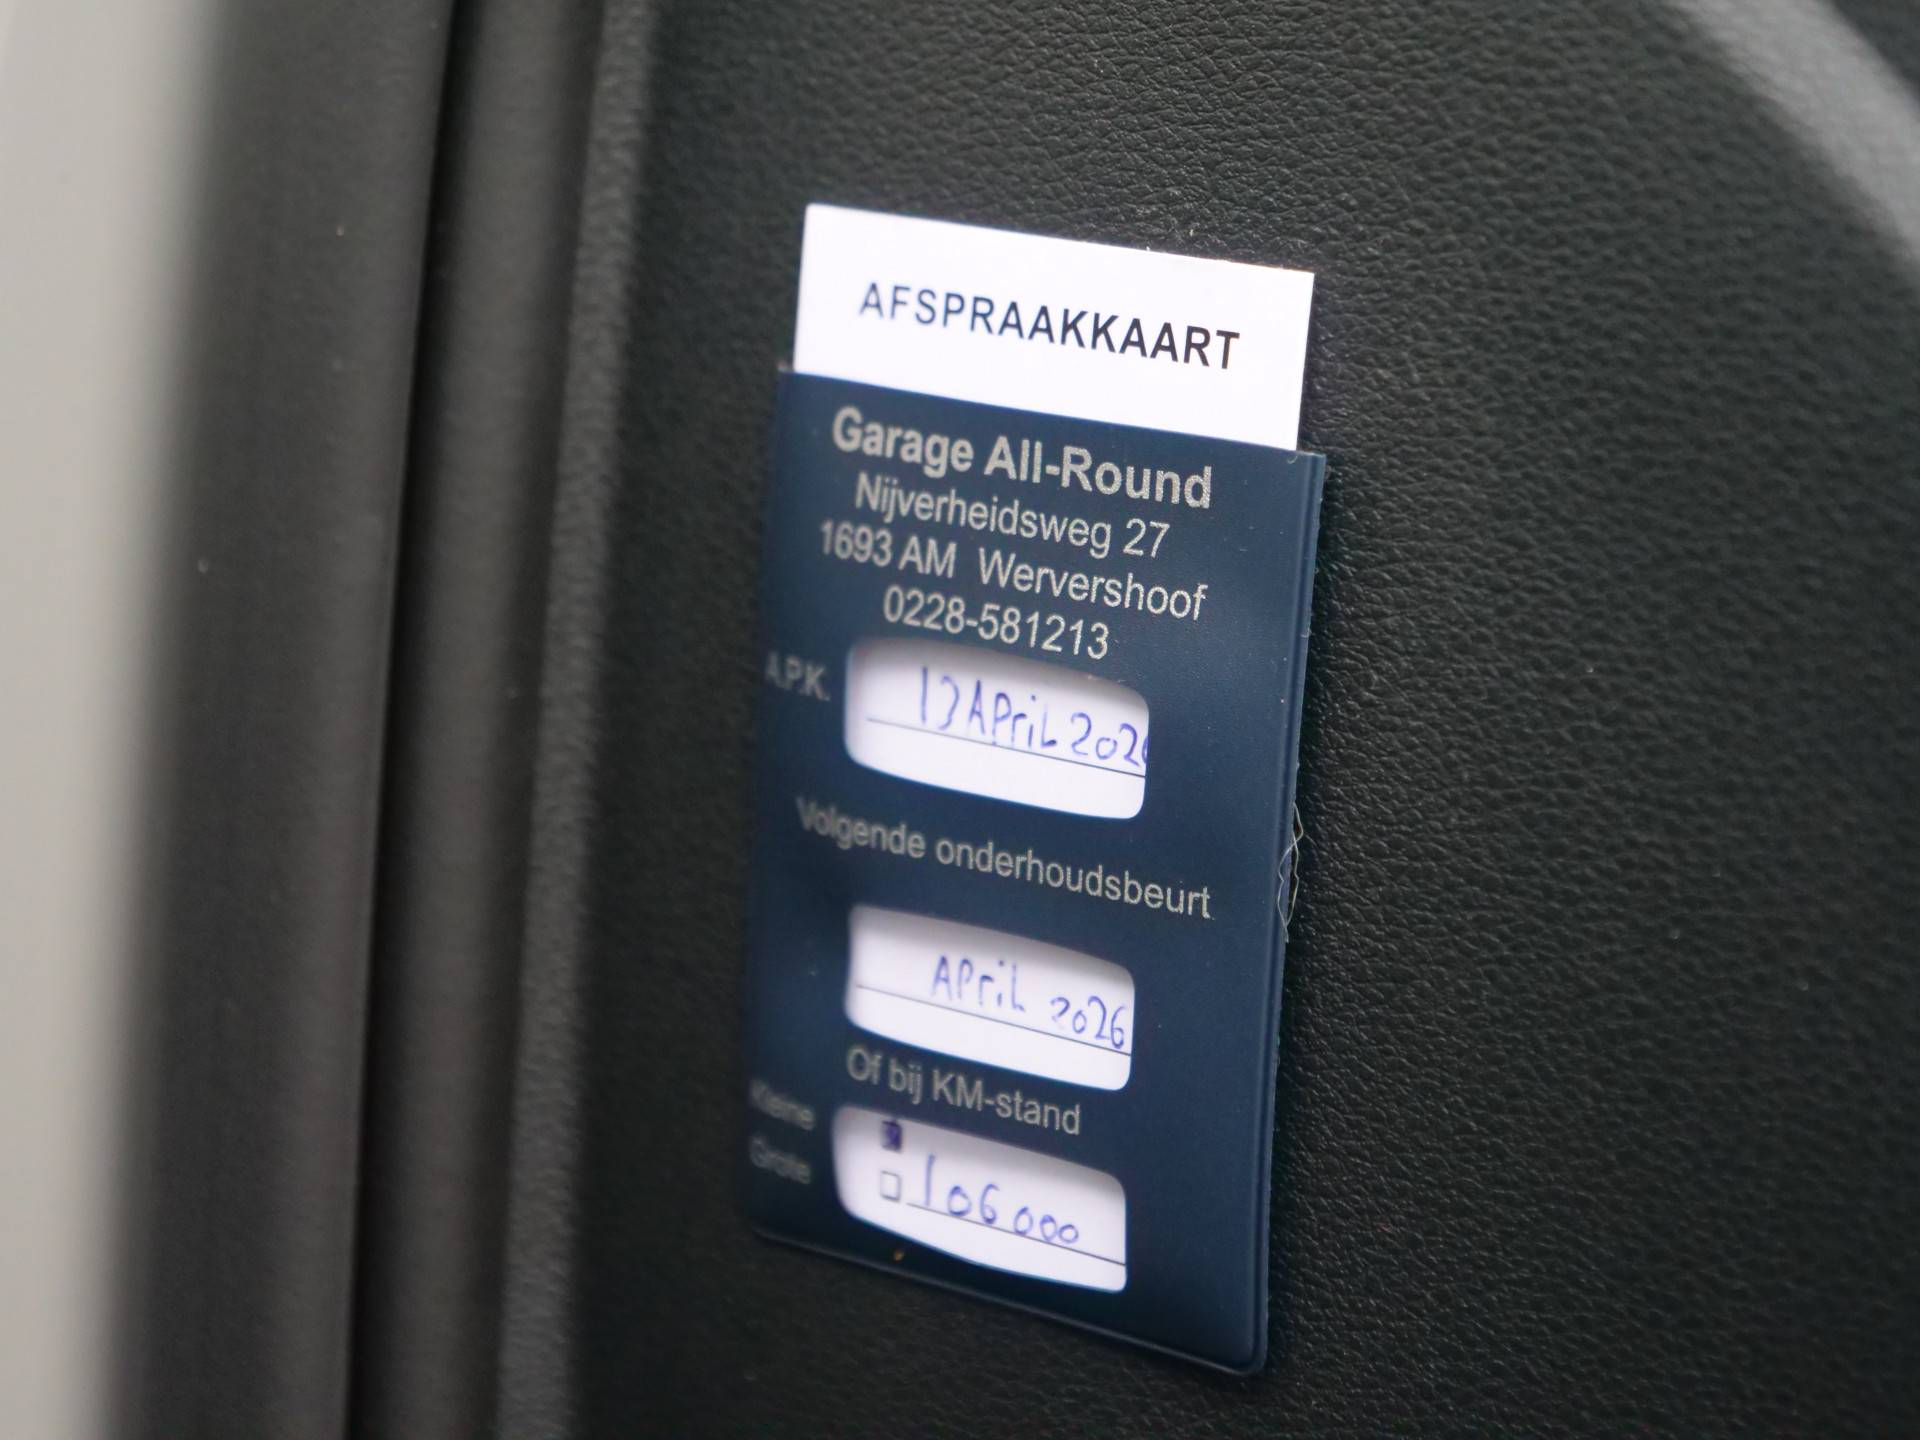 AFSPRAAKKAART
Garage All-Round
Nijverheidsweg 27
1693 AM Wervershoof
0228-581213
A.P.K. 13 APriL 2026
Volgende onderhoudsbeurt
APriL 2026
Of bij KM-stand
Kleine
Grote 106000